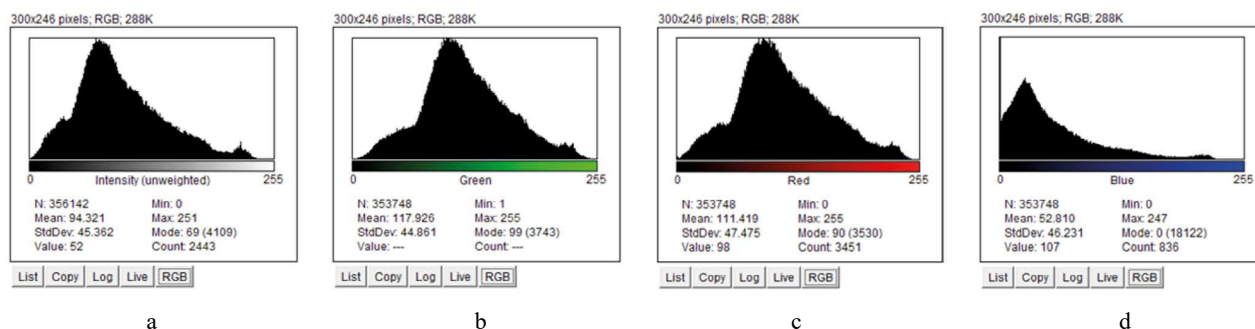 300x246 pixels; RGB; 288K
0 Intensity (unweighted) 255
N: 356142 Min: 0
Mean: 94.321 Max: 251
StdDev: 45.362 Mode: 69 (4109)
Value: 52 Count: 2443
List Copy Log Live RGB
a
300x246 pixels; RGB; 288K
0 Green 255
N: 353748 Min: 1
Mean: 117.926 Max: 255
StdDev: 44.861 Mode: 99 (3743)
Value: --- Count: ---
List Copy Log Live RGB
b
300x246 pixels; RGB; 288K
0 Red 255
N: 353748 Min: 0
Mean: 111.419 Max: 255
StdDev: 47.475 Mode: 90 (3530)
Value: 98 Count: 3451
List Copy Log Live RGB
c
300x246 pixels; RGB; 288K
0 Blue 255
N: 353748 Min: 0
Mean: 52.810 Max: 247
StdDev: 46.231 Mode: 0 (18122)
Value: 107 Count: 836
List Copy Log Live RGB
d